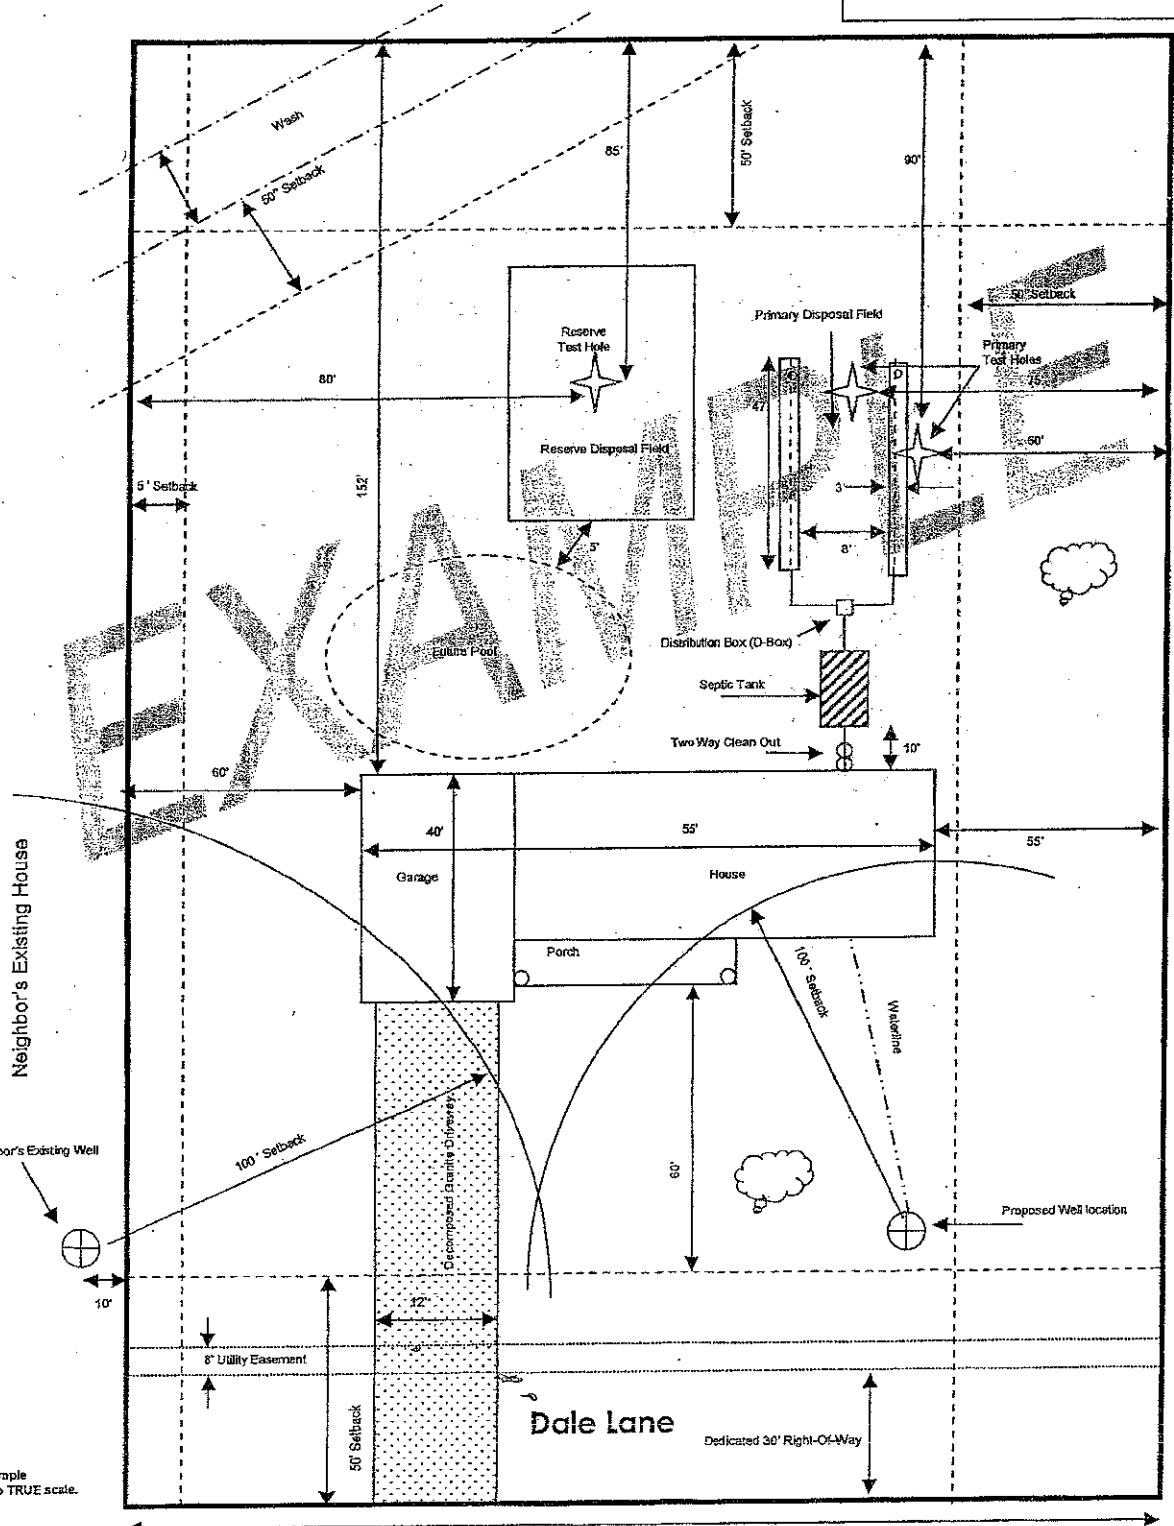 Wash
50' Setback
85'
50' Setback
90'
50' Setback
Primary Disposal Field
Primary
Test Holes
Reserve
Test Hole
80'
75'
47'
60'
Reserve Disposal Field
152'
5' Setback
3'
8'
5'
EXAMPLE
Future Pool
Distribution Box (D-Box)
Septic Tank
Two Way Clean Out
10'
60'
40'
55'
55'
Garage
House
Neighbor's Existing House
Porch
100' Setback
Waterline
Decomposed Granite Driveway
100' Setback
60'
bor's Existing Well
Proposed Well location
10'
12'
8' Utility Easement
50' Setback
Dale Lane
Dedicated 30' Right-Of-Way
mple
o TRUE scale.